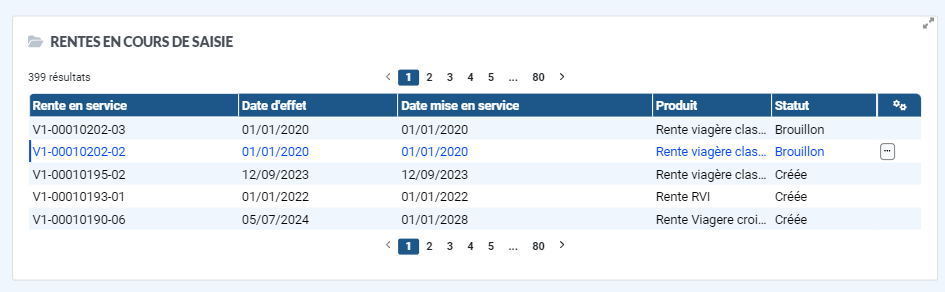 RENTES EN COURS DE SAISIE
399 résultats
1 2 3 4 5 ... 80
Rente en service Date d'effet Date mise en service Produit Statut
V1-00010202-03 01/01/2020 01/01/2020 Rente viagère clas... Brouillon
V1-00010202-02 01/01/2020 01/01/2020 Rente viagère clas... Brouillon ...
V1-00010195-02 12/09/2023 12/09/2023 Rente viagère clas... Créée
V1-00010193-01 01/01/2022 01/01/2022 Rente RVI Créée
V1-00010190-06 05/07/2024 01/01/2028 Rente Viagere croi... Créée
1 2 3 4 5 ... 80